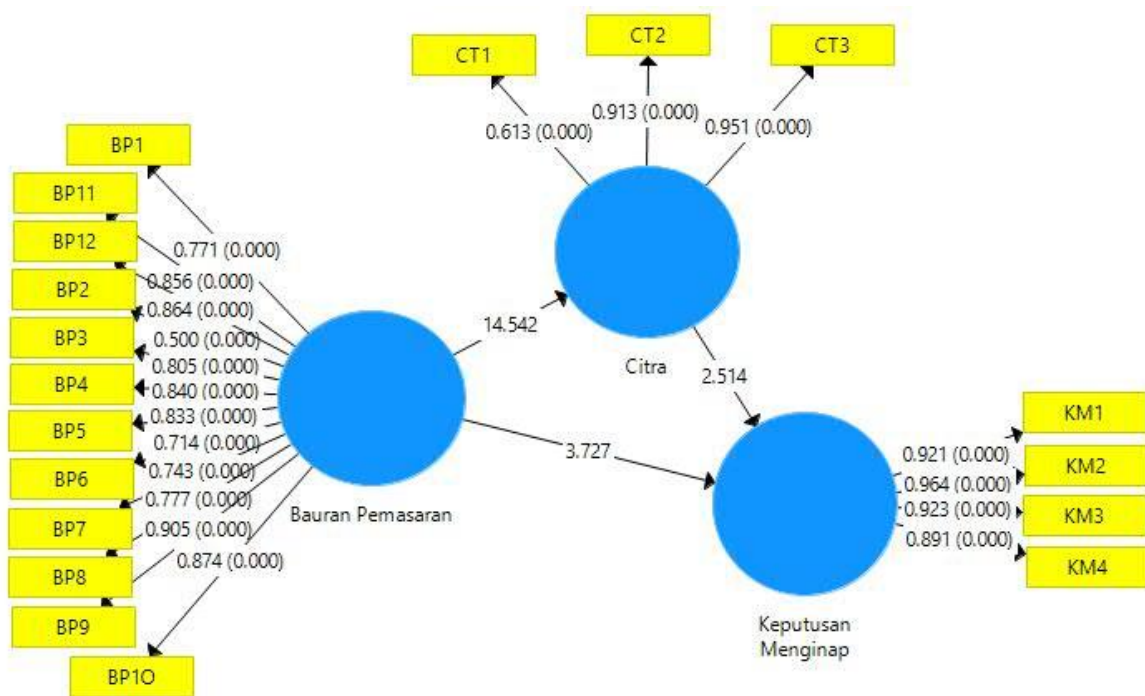 CT1
CT2
CT3
0.613 (0.000)
0.913 (0.000)
0.951 (0.000)
BP1
BP11
BP12
BP2
BP3
BP4
BP5
BP6
BP7
BP8
BP9
BP1O
0.771 (0.000)
0.856 (0.000)
0.864 (0.000)
0.500 (0.000)
0.805 (0.000)
0.840 (0.000)
0.833 (0.000)
0.714 (0.000)
0.743 (0.000)
0.777 (0.000)
0.905 (0.000)
0.874 (0.000)
Bauran Pemasaran
14.542
Citra
2.514
3.727
Keputusan
Menginap
0.921 (0.000)
0.964 (0.000)
0.923 (0.000)
0.891 (0.000)
KM1
KM2
KM3
KM4